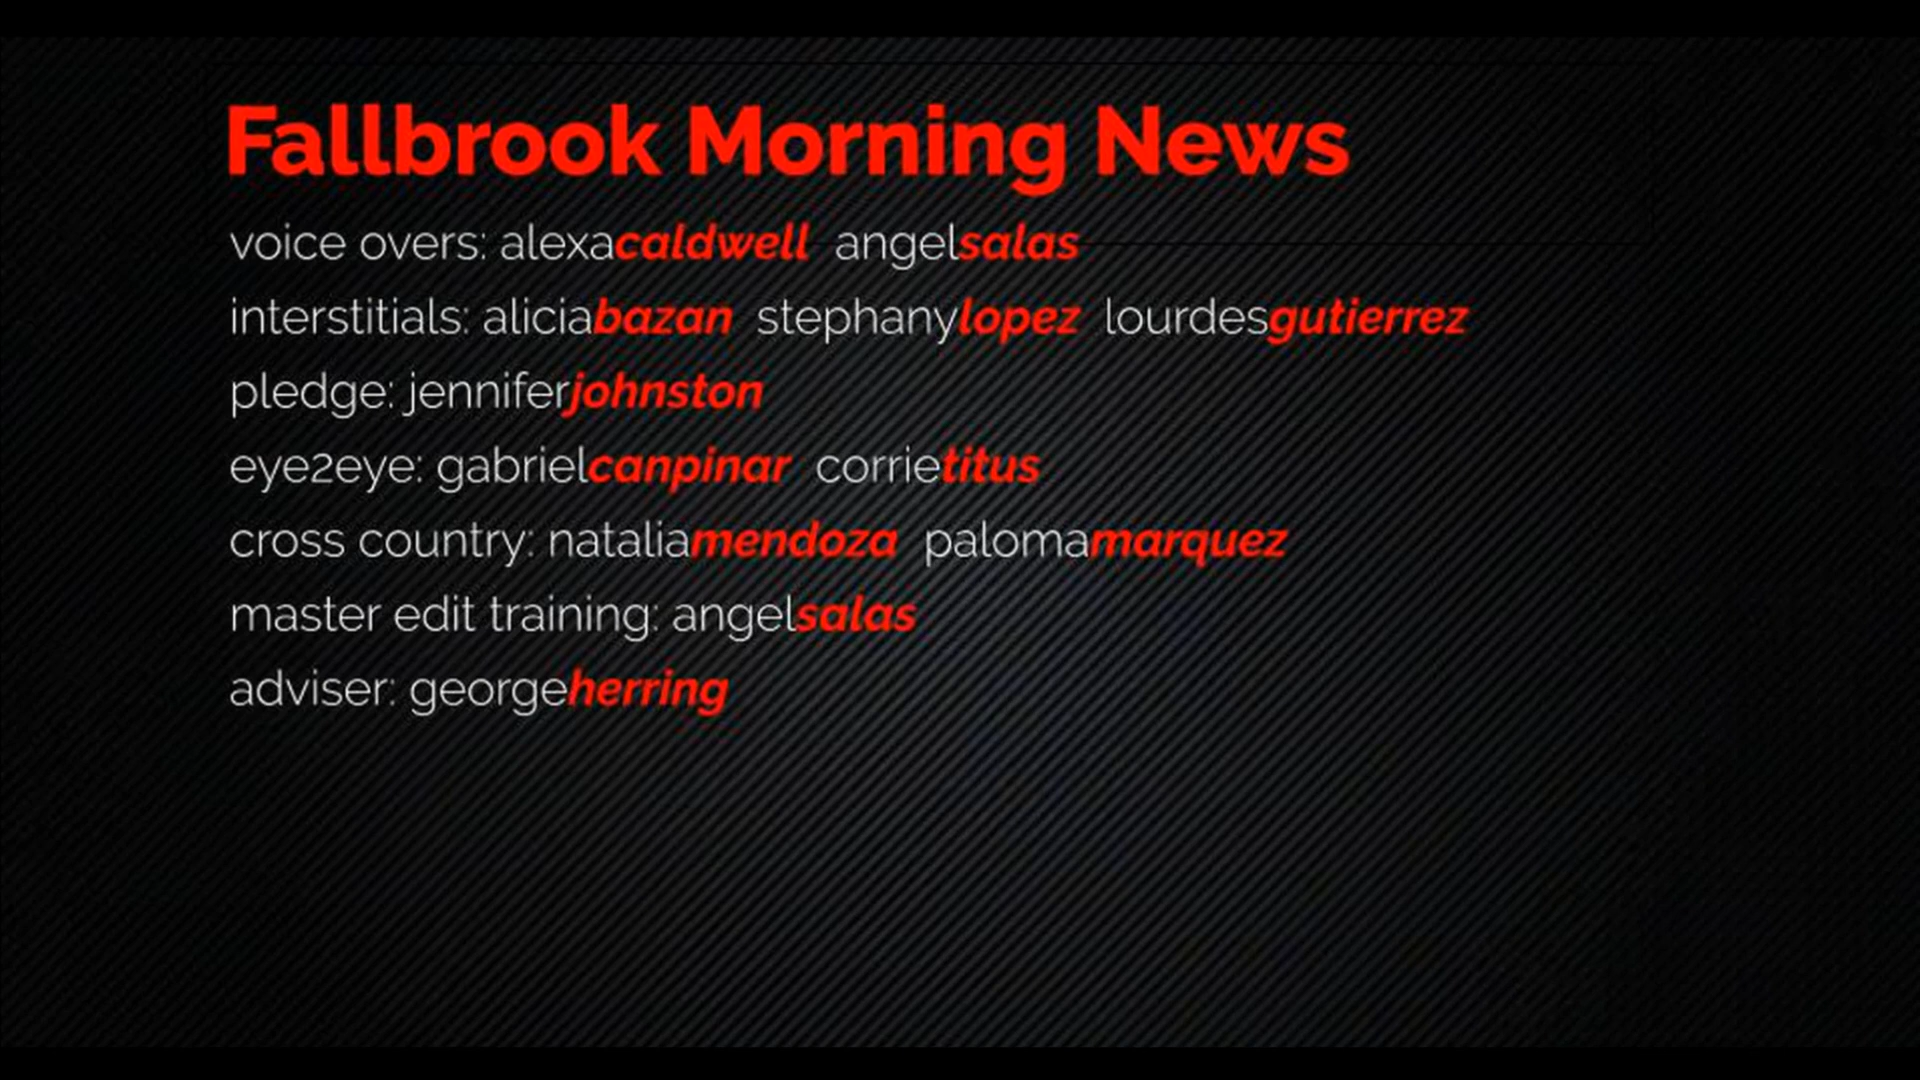 Fallbrook Morning News
voice overs: alexacaldwell angelsalas
interstitials: aliciabazan stephanylopez lourdesgutierrez
pledge: jenniferjohnston
eye2eye: gabrielcanpinar corrietitus
cross country: nataliamendoza palomamarquez
master edit training: angelsalas
adviser: georgeherring